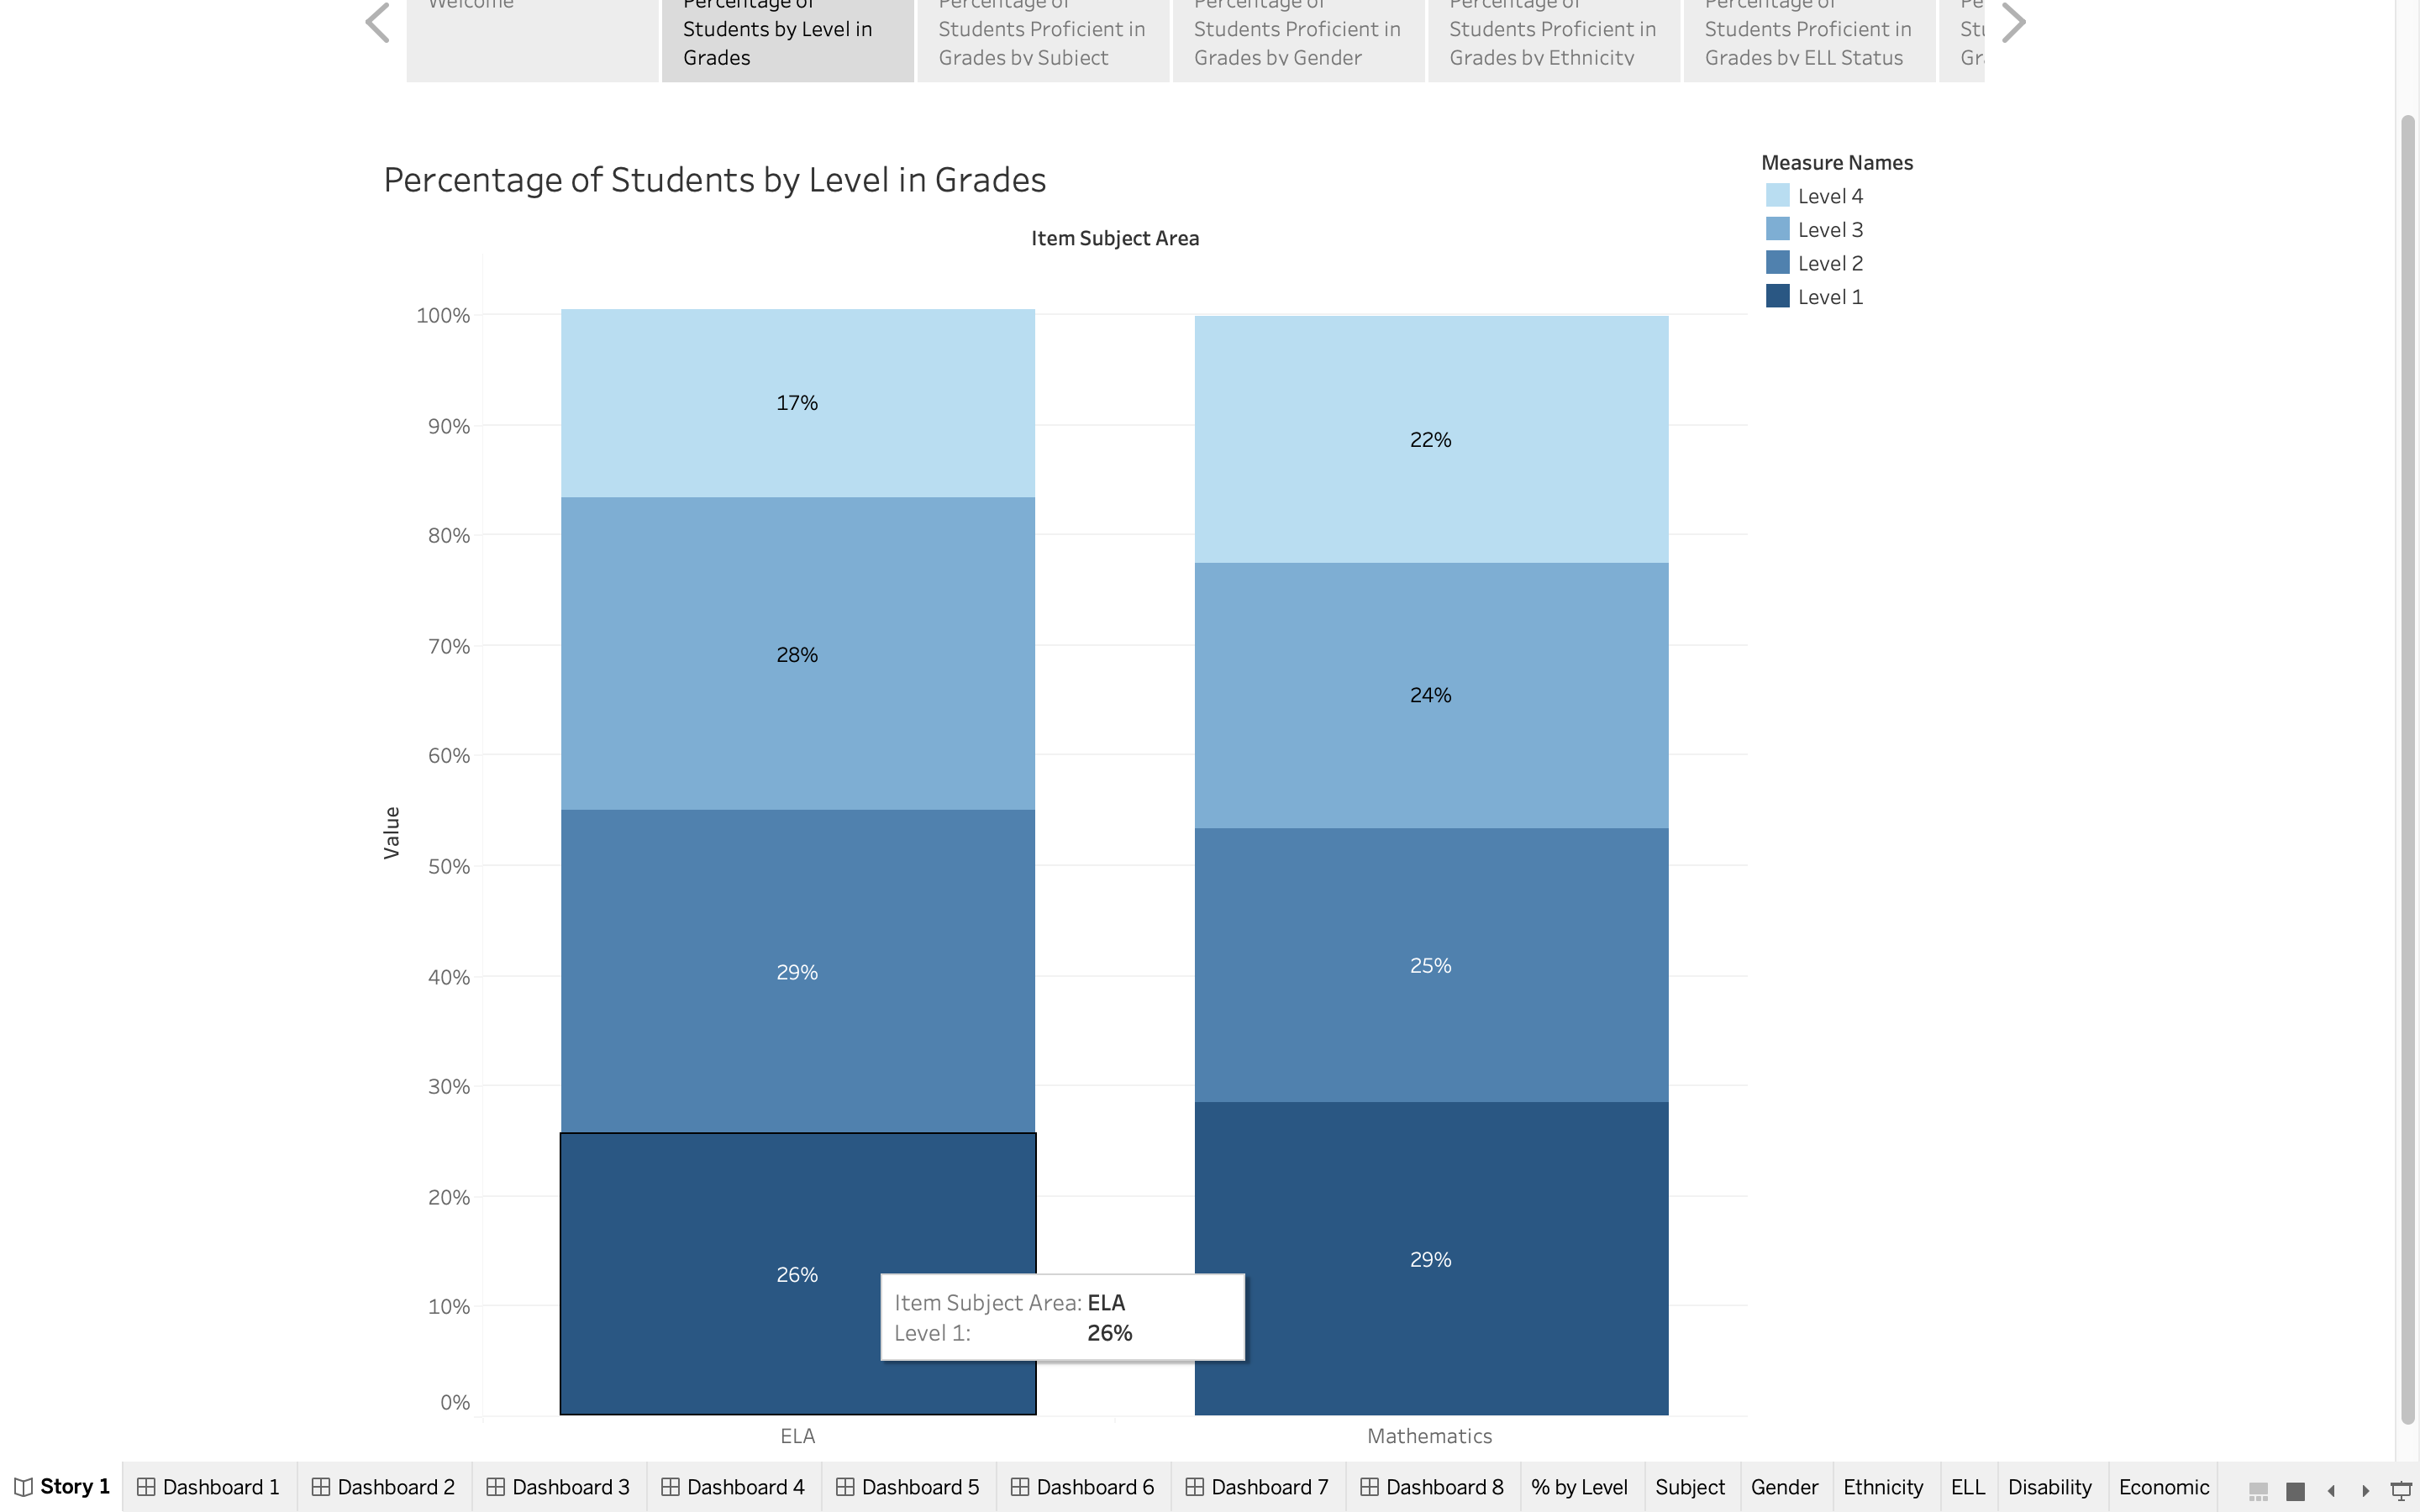 Welcome
Percentage of
Students by Level in
Grades
Percentage of
Students Proficient in
Grades by Subject
Percentage of
Students Proficient in
Grades by Gender
Percentage of
Students Proficient in
Grades by Ethnicity
Percentage of
Students Proficient in
Grades by ELL Status
Pe
Stu
Gr
Percentage of Students by Level in Grades
Measure Names
Level 4
Level 3
Level 2
Level 1
Item Subject Area
Value
100%
90%
80%
70%
60%
50%
40%
30%
20%
10%
0%
17%
28%
29%
26%
22%
24%
25%
29%
Item Subject Area: ELA
Level 1: 26%
ELA
Mathematics
Story 1
Dashboard 1
Dashboard 2
Dashboard 3
Dashboard 4
Dashboard 5
Dashboard 6
Dashboard 7
Dashboard 8
% by Level
Subject
Gender
Ethnicity
ELL
Disability
Economic